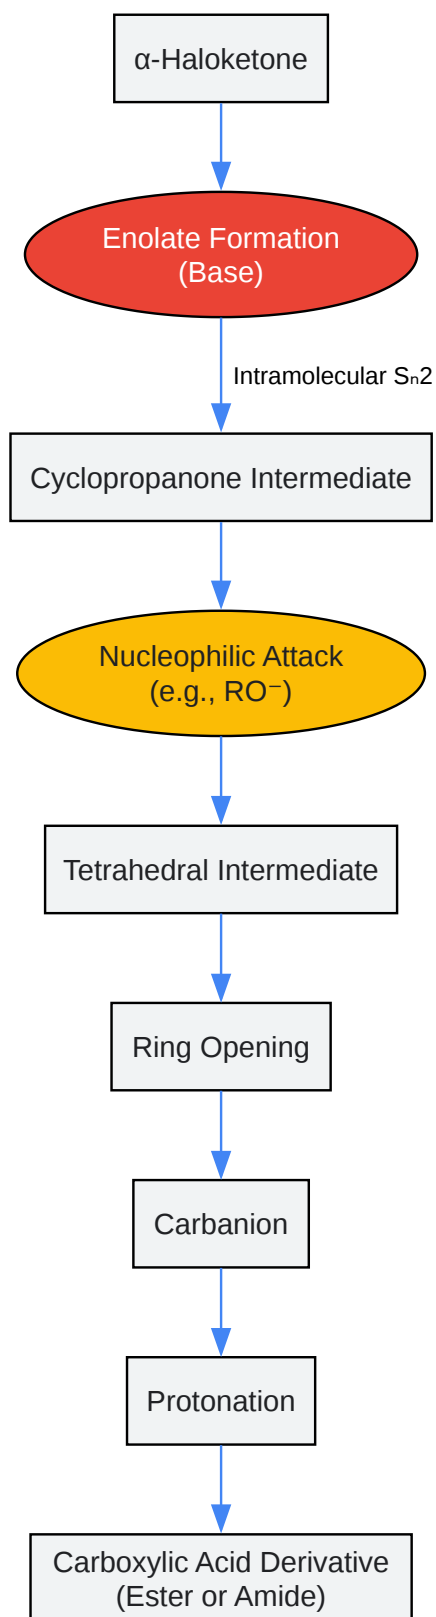 α-Haloketone
Enolate Formation
(Base)
Intramolecular Sₙ2
Cyclopropanone Intermediate
Nucleophilic Attack
(e.g., RO⁻)
Tetrahedral Intermediate
Ring Opening
Carbanion
Protonation
Carboxylic Acid Derivative
(Ester or Amide)